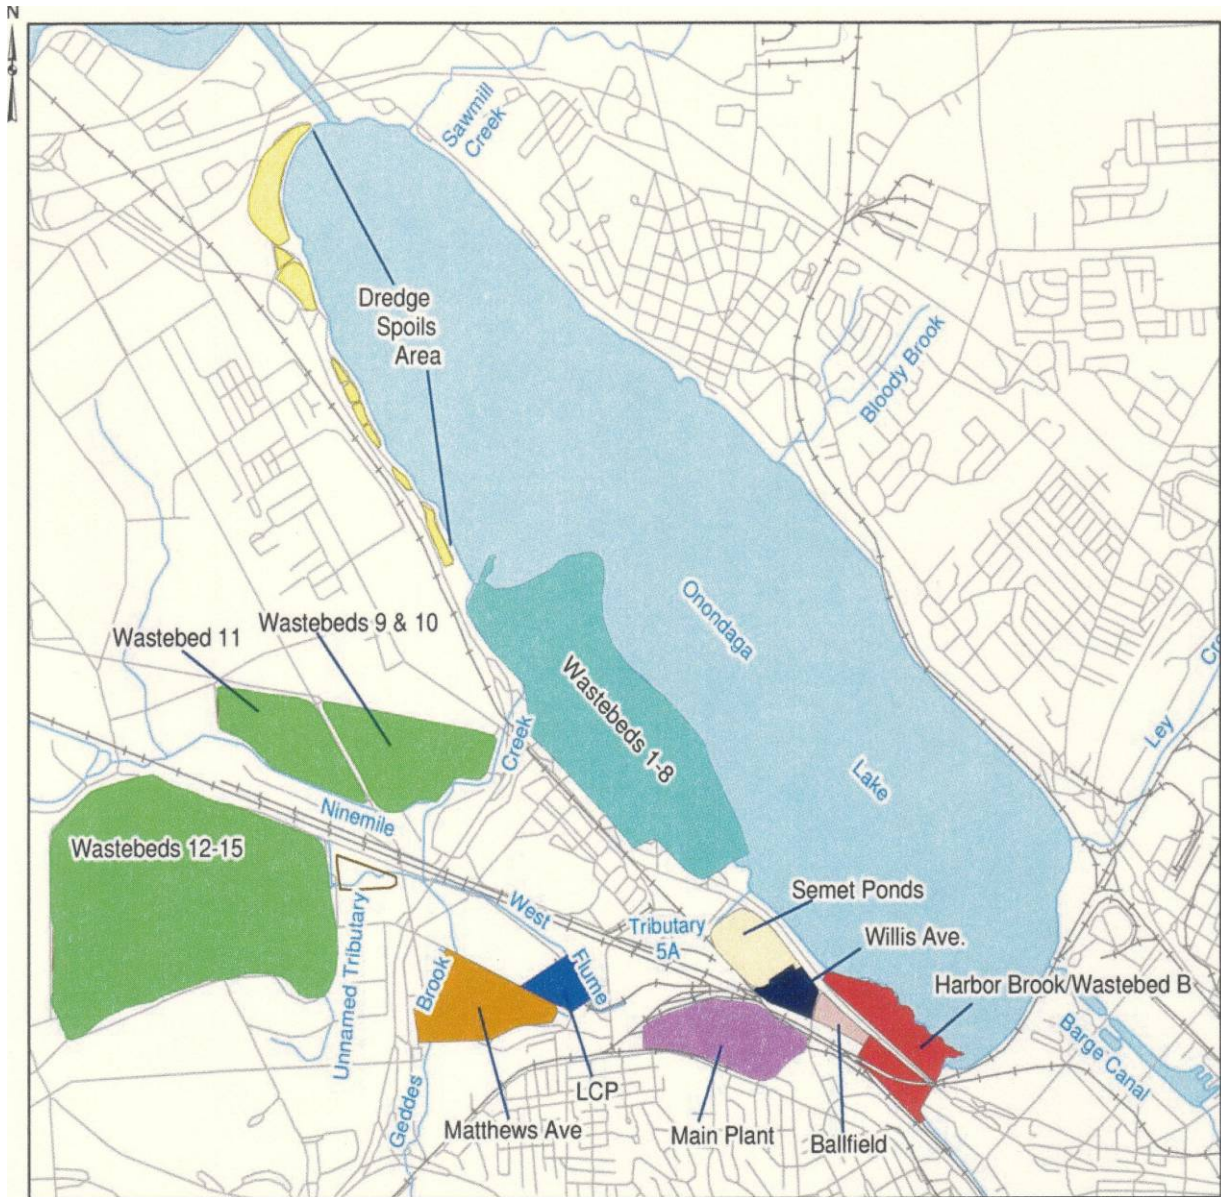 N
Sawmill
Creek
Dredge
Spoils
Area
Bloody Brook
Onondaga
Lake
Wastebed 11
Wastebeds 9 & 10
Wastebeds 1-8
Creek
Ninemile
Ley
Cre
Wastebeds 12-15
Semet Ponds
West
Flume
Tributary
5A
Willis Ave.
Unnamed Tributary
Harbor Brook/Wastebed B
Barge Canal
Geddes
Brook
LCP
Matthews Ave
Main Plant
Ballfield